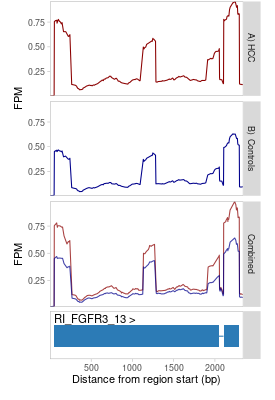 0.75
0.50
0.25
A) HCC
FPM
0.75
0.50
0.25
B) Controls
0.75
0.50
0.25
Combined
FPM
RI_FGFR3_13 >
500 1000 1500 2000
Distance from region start (bp)